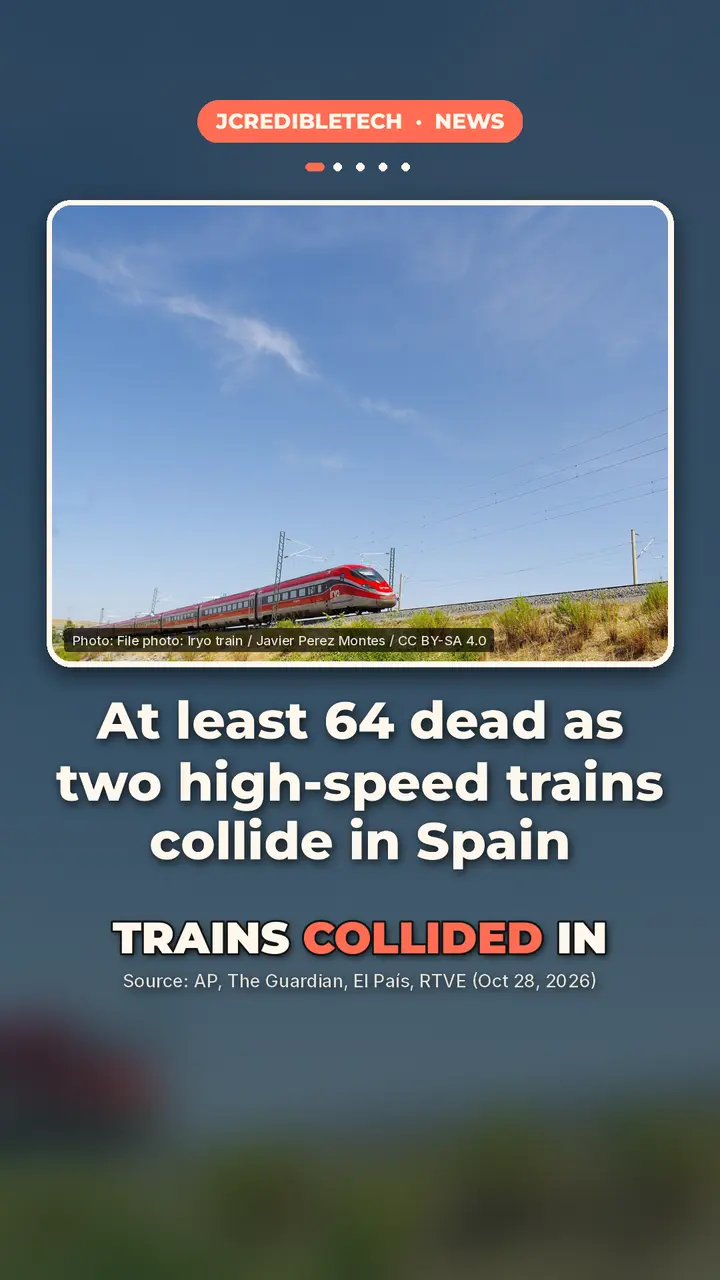 JCREDIBLETECH · NEWS
Photo: File photo: Iryo train / Javier Perez Montes / CC BY-SA 4.0
At least 64 dead as
two high-speed trains
collide in Spain
TRAINS COLLIDED IN
Source: AP, The Guardian, El País, RTVE (Oct 28, 2026)